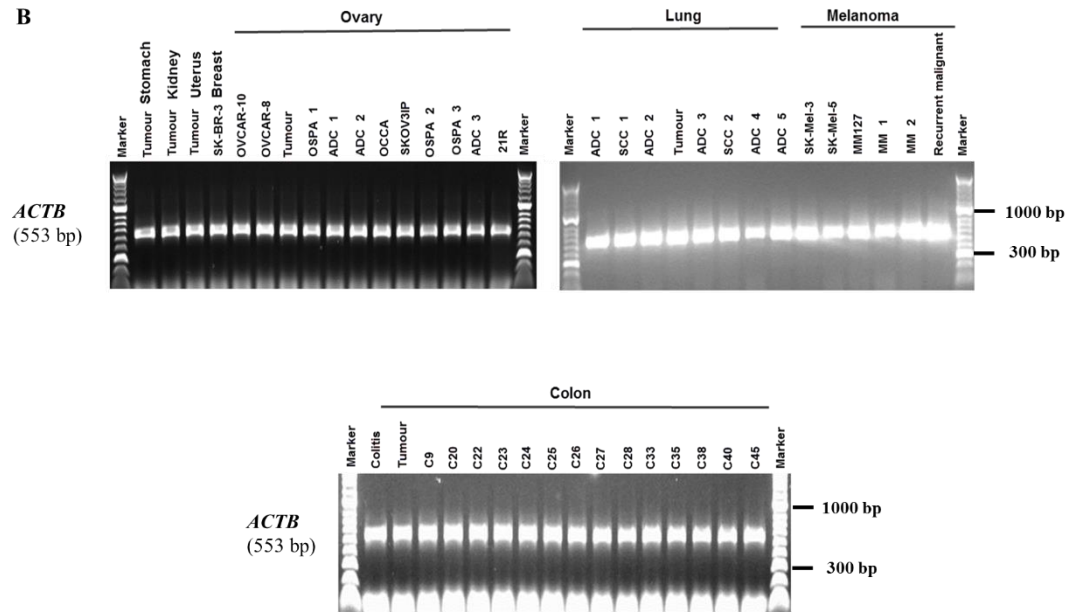 B
Ovary
Lung
Melanoma
Marker
Tumour Stomach
Tumour Kidney
Tumour Uterus
SK-BR-3 Breast
OVCAR-10
OVCAR-8
Tumour
OSPA 1
ADC 1
ADC 2
OCCA
SKOV3IP
OSPA 2
OSPA 3
ADC 3
21R
Marker
Marker
ADC 1
SCC 1
ADC 2
Tumour
ADC 3
SCC 2
ADC 4
ADC 5
SK-Mel-3
SK-Mel-5
MM127
MM 1
MM 2
Recurrent malignant
Marker
ACTB
(553 bp)
1000 bp
300 bp
Colon
Marker
Colitis
Tumour
C9
C20
C22
C23
C24
C25
C26
C27
C28
C33
C35
C38
C40
C45
Marker
ACTB
(553 bp)
1000 bp
300 bp